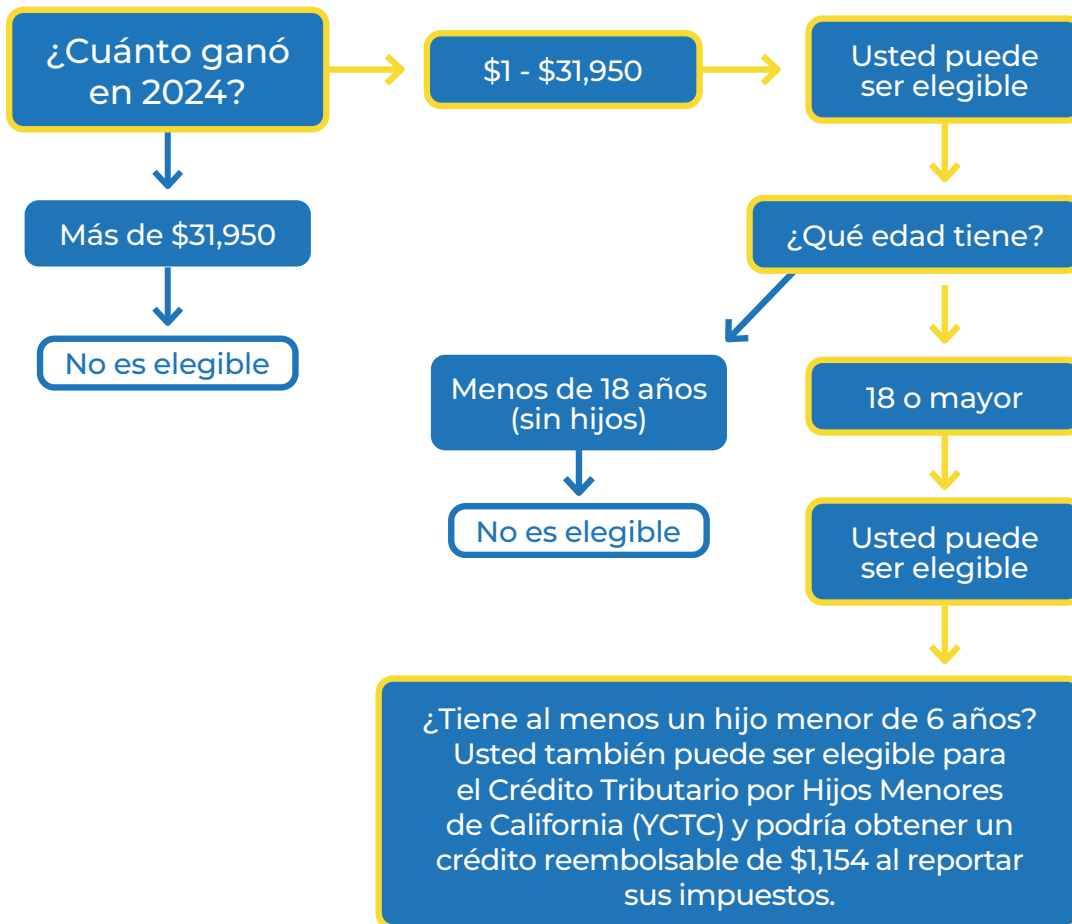 ¿Cuánto ganó
en 2024?
$1 - $31,950
Usted puede
ser elegible
Más de $31,950
No es elegible
¿Qué edad tiene?
Menos de 18 años
(sin hijos)
No es elegible
18 o mayor
Usted puede
ser elegible
¿Tiene al menos un hijo menor de 6 años?
Usted también puede ser elegible para
el Crédito Tributario por Hijos Menores
de California (YCTC) y podría obtener un
crédito reembolsable de $1,154 al reportar
sus impuestos.